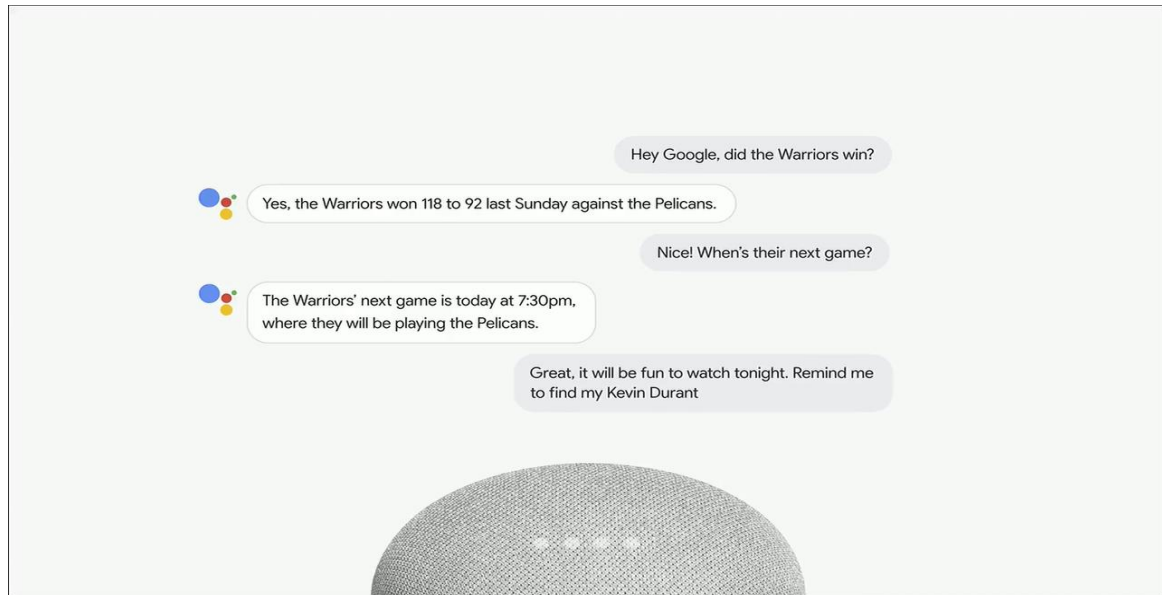 Hey Google, did the Warriors win?
Yes, the Warriors won 118 to 92 last Sunday against the Pelicans.
Nice! When's their next game?
The Warriors' next game is today at 7:30pm,
where they will be playing the Pelicans.
Great, it will be fun to watch tonight. Remind me
to find my Kevin Durant